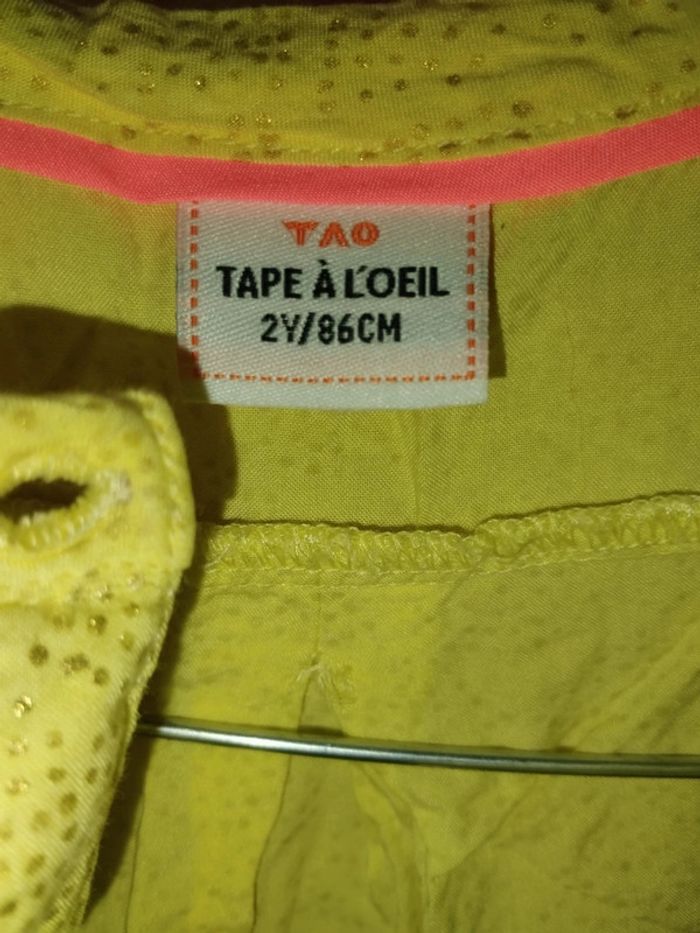 TAO
TAPE À L'OEIL
2Y/86CM